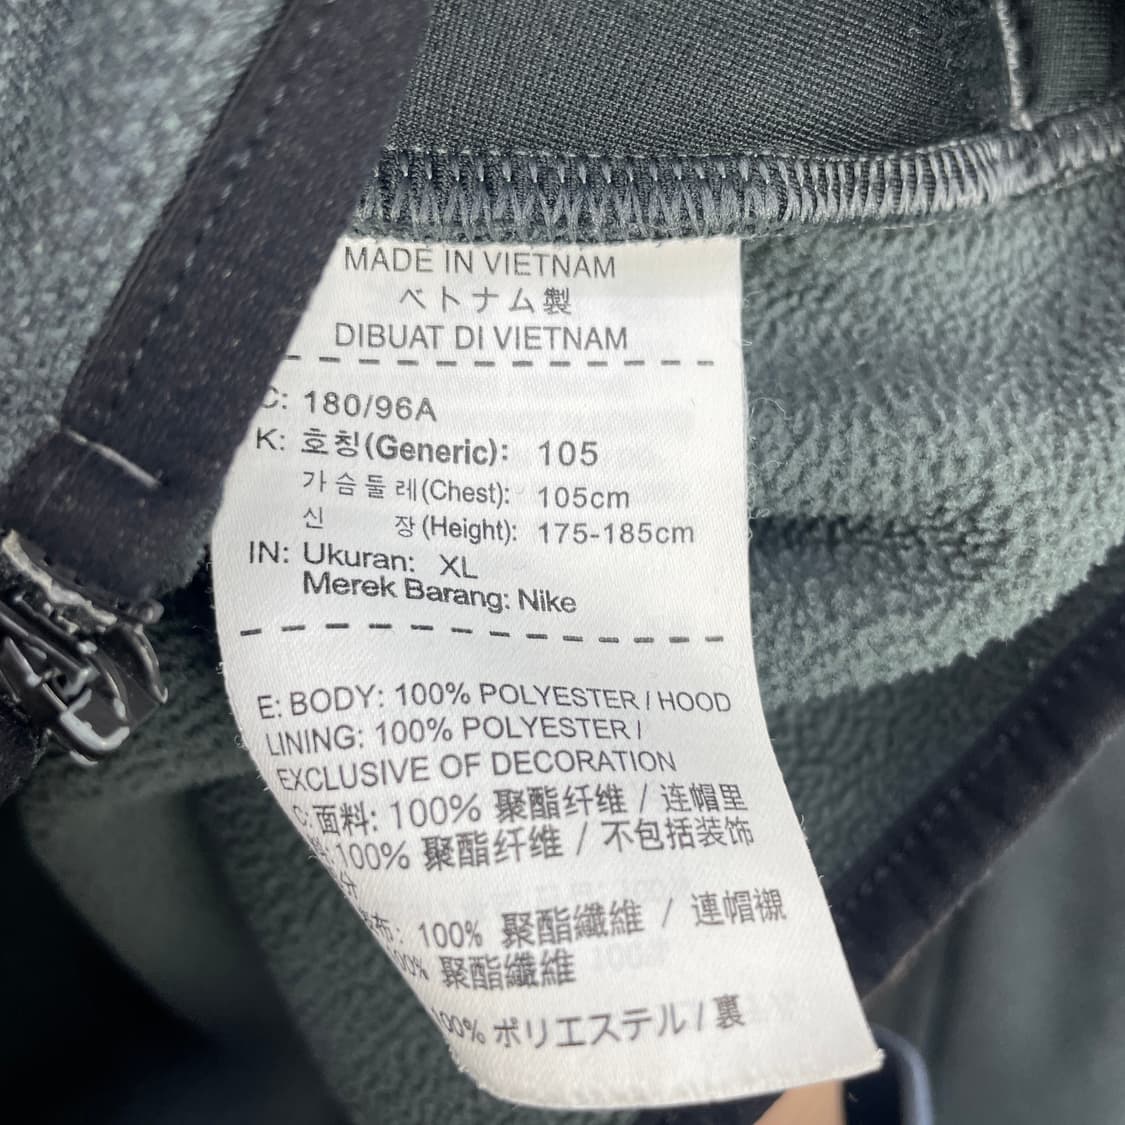 MADE IN VIETNAM
ベトナム製
DIBUAT DI VIETNAM
C: 180/96A
K: 호칭(Generic): 105
가슴둘레(Chest): 105cm
신 장(Height): 175-185cm
IN: Ukuran: XL
Merek Barang: Nike
E: BODY: 100% POLYESTER / HOOD
LINING: 100% POLYESTER /
EXCLUSIVE OF DECORATION
C: 面料: 100% 聚酯纤维 / 连帽里
100% 聚酯纤维 / 不包括装饰
分
布: 100% 聚酯纖維 / 連帽襯
00% 聚酯纖維
100% ポリエステル / 裏